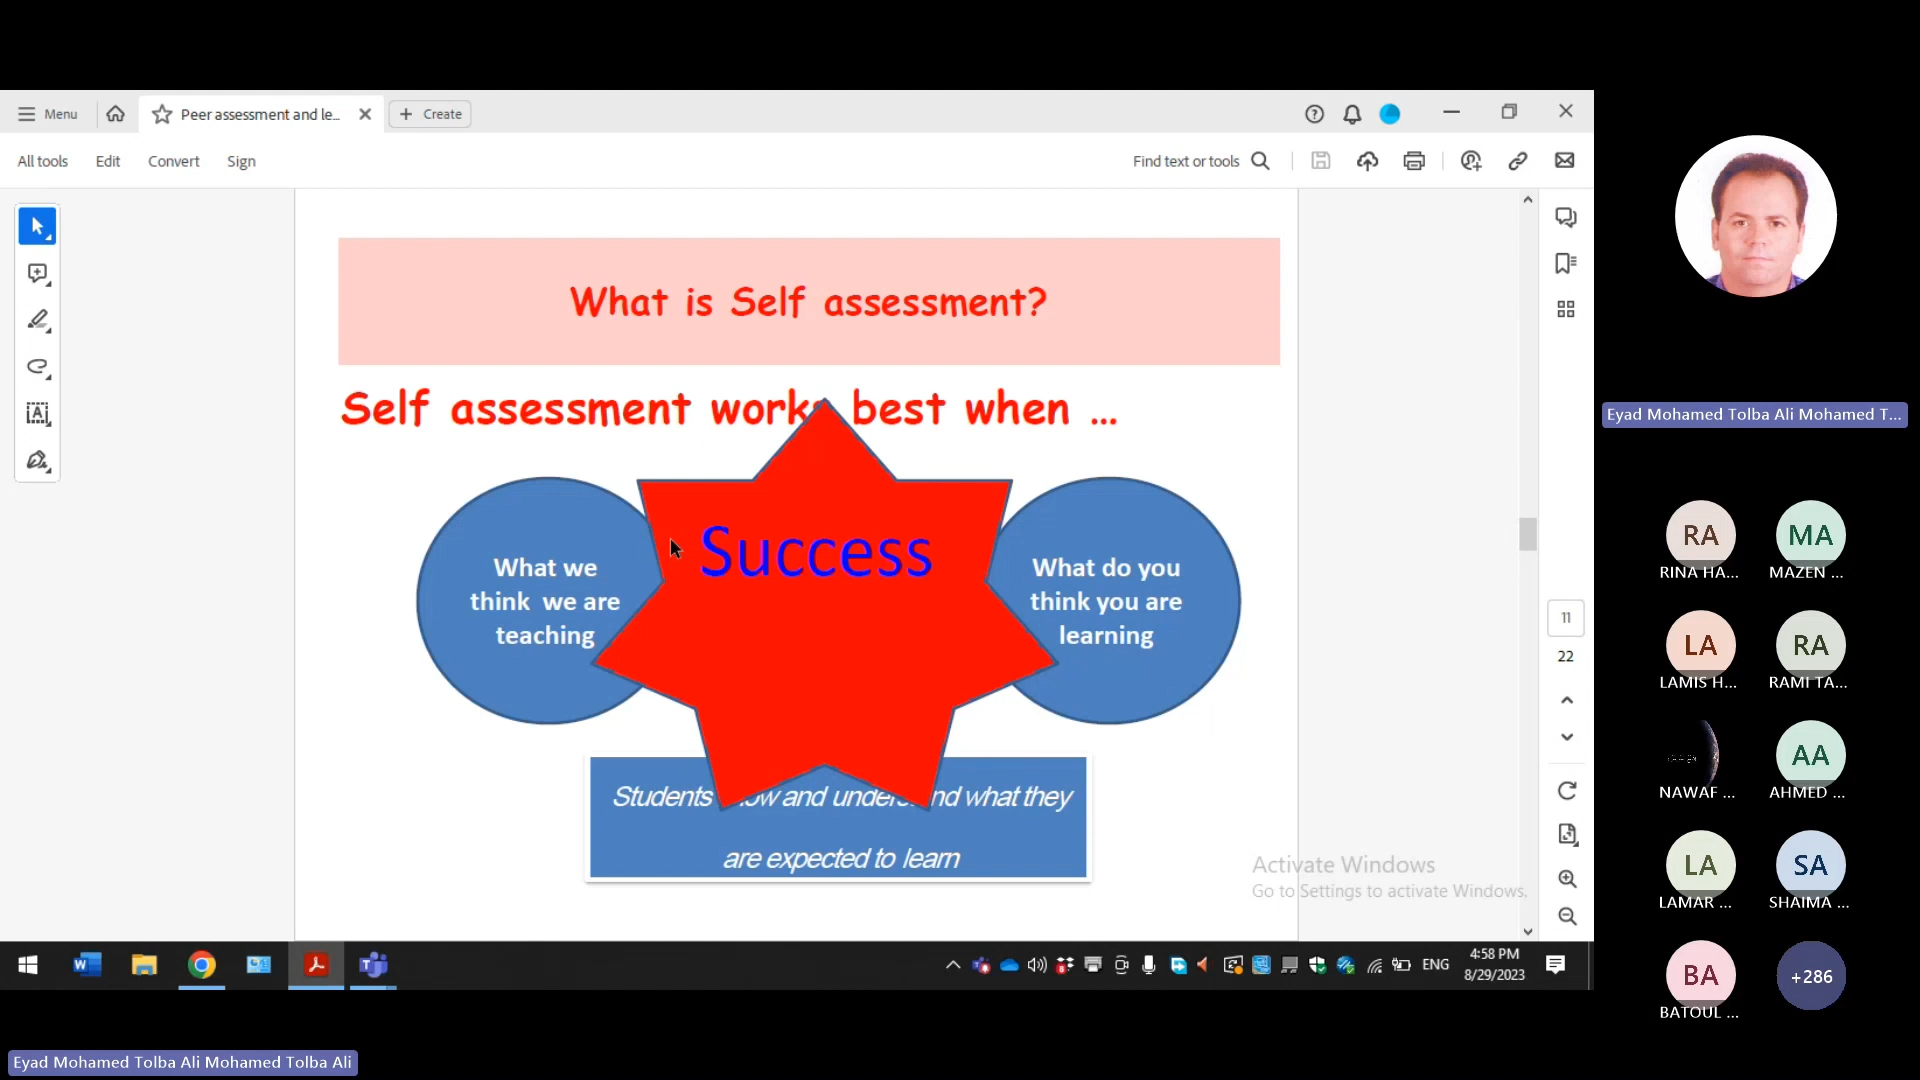 Menu
Peer assessment and le...
Create
All tools
Edit
Convert
Sign
Find text or tools
What is Self assessment?
Self assessment works best when ...
What we
think we are
teaching
Success
What do you
think you are
learning
Students know and understand what they
are expected to learn
11
22
Activate Windows
Go to Settings to activate Windows.
ENG
4:58 PM
8/29/2023
Eyad Mohamed Tolba Ali Mohamed T...
RA
RINA HA...
MA
MAZEN ...
LA
LAMIS H...
RA
RAMI TA...
NAWAF ...
AA
AHMED ...
LA
LAMAR ...
SA
SHAIMA ...
BA
BATOUL ...
+286
Eyad Mohamed Tolba Ali Mohamed Tolba Ali